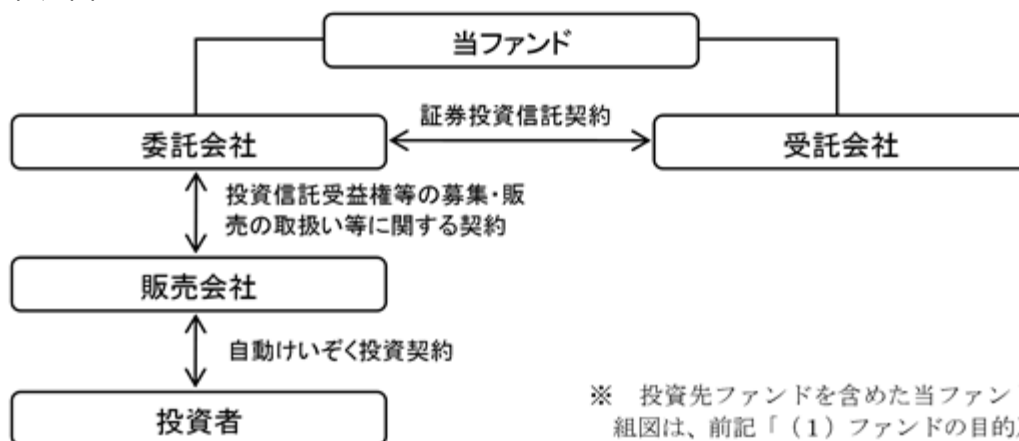 当ファンド
証券投資信託契約
委託会社
受託会社
投資信託受益権等の募集・販
売の取扱い等に関する契約
販売会社
自動けいぞく投資契約
投資者
※ 投資先ファンドを含めた当ファン
組図は、前記「(1)ファンドの目的